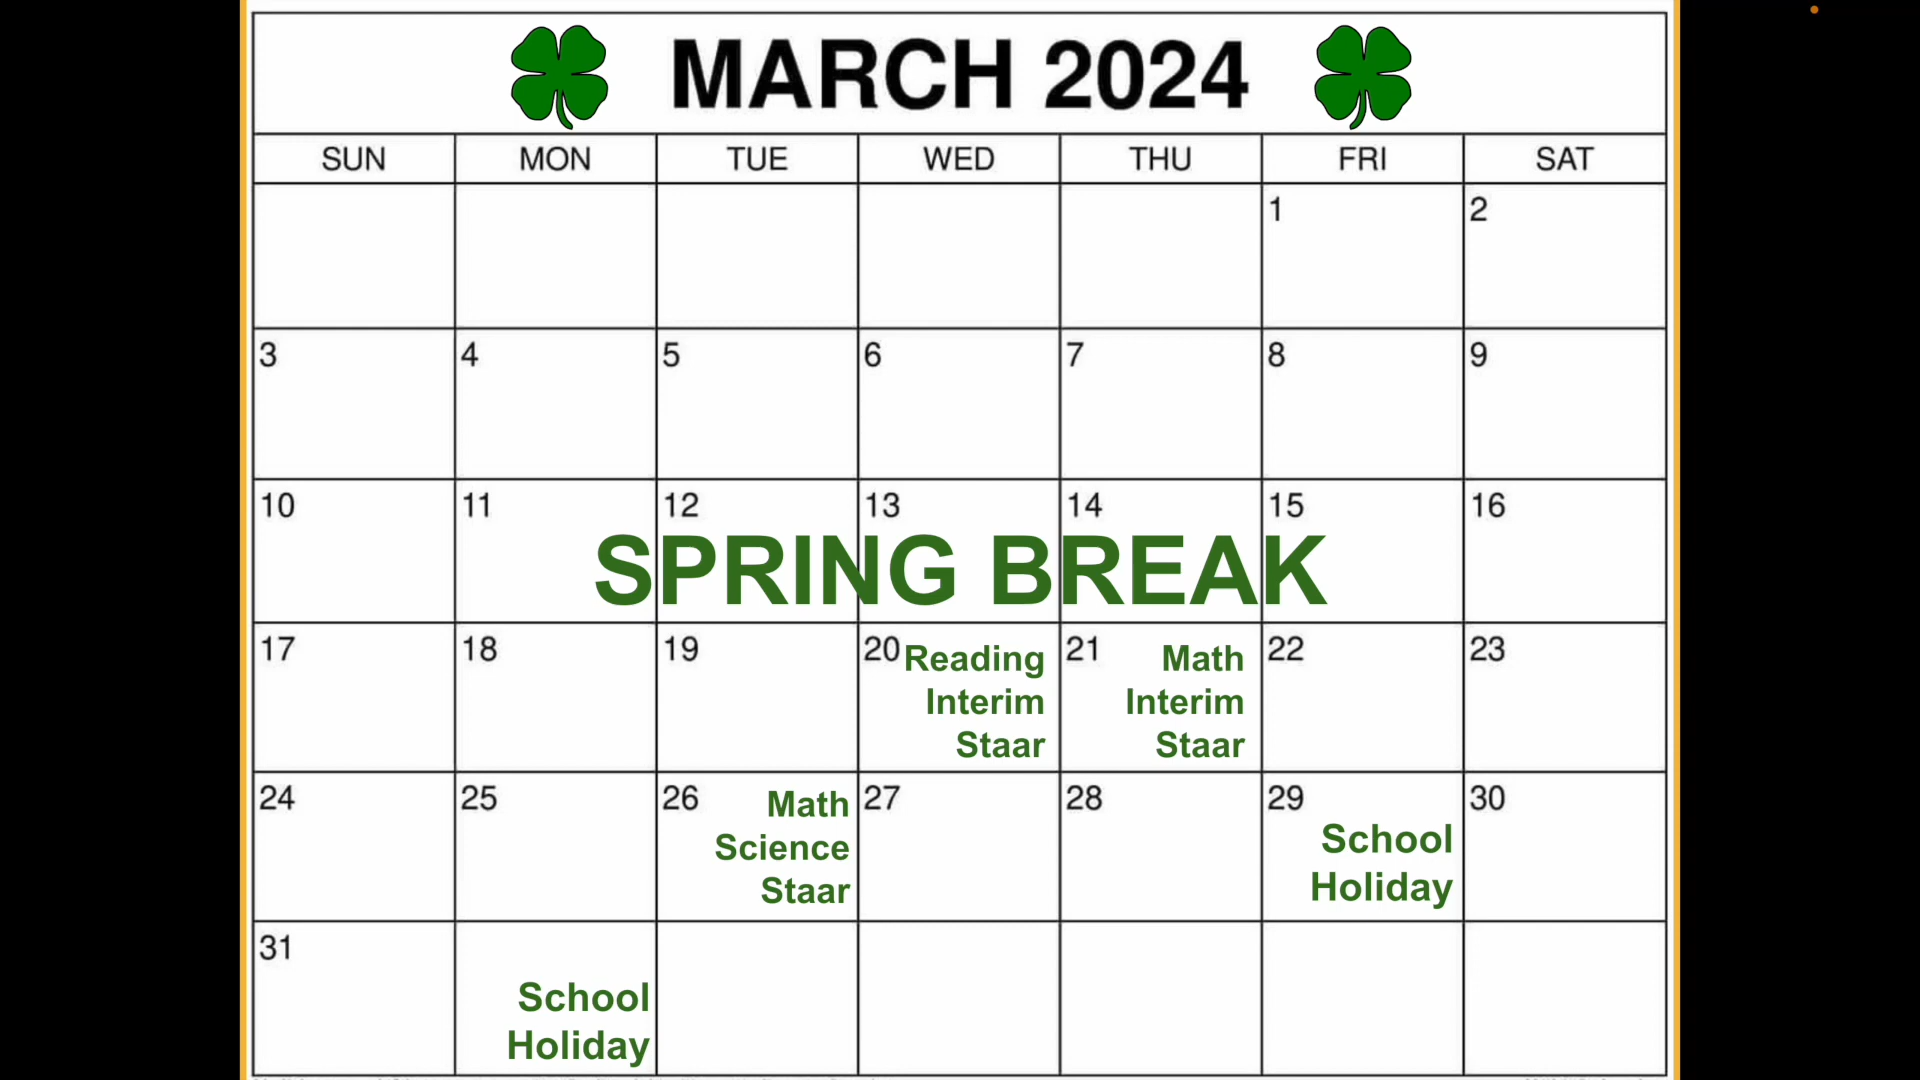 MARCH 2024
SUN MON TUE WED THU FRI SAT
1 2
3 4 5 6 7 8 9
10 11 12 13 14 15 16
SPRING BREAK
17 18 19 20 Reading Interim Staar 21 Math Interim Staar 22 23
24 25 26 Math Science Staar 27 28 29 School Holiday 30
31 School Holiday